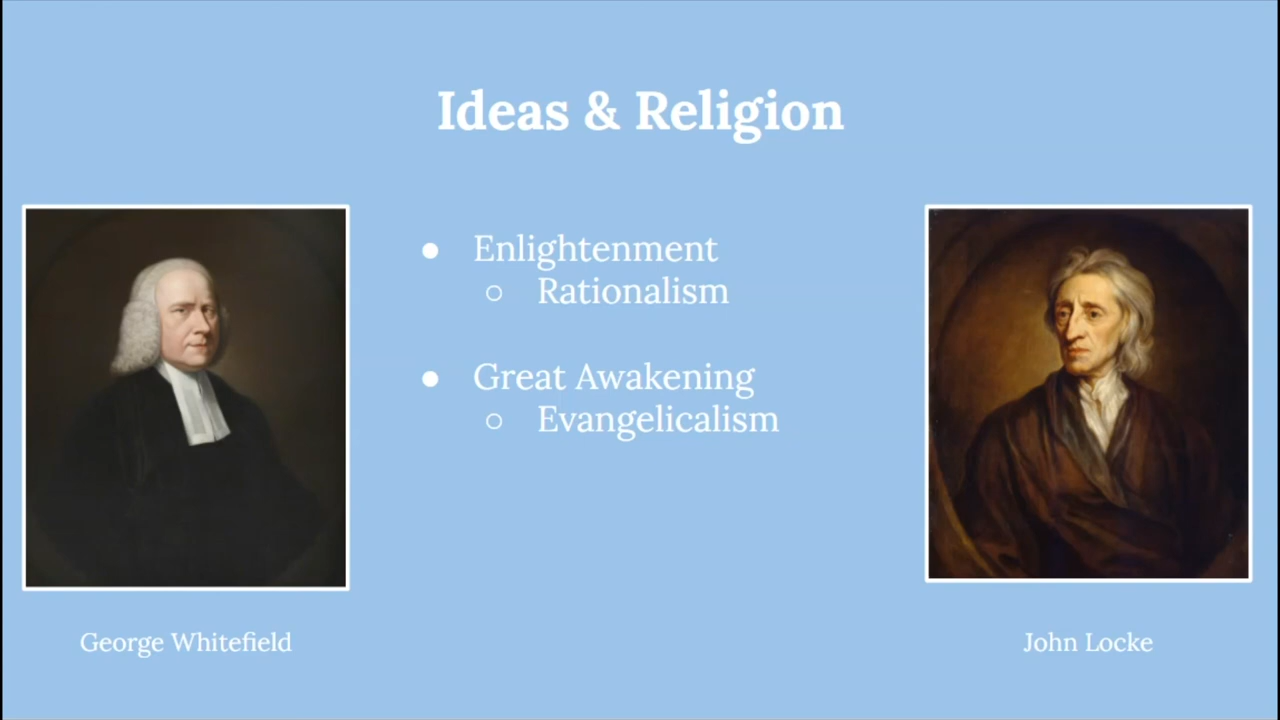 Ideas & Religion
● Enlightenment
○ Rationalism
● Great Awakening
○ Evangelicalism
George Whitefield
John Locke